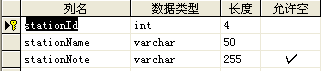 列名 数据类型 长度 允许空
stationId int 4
stationName varchar 50
stationNote varchar 255 ✓